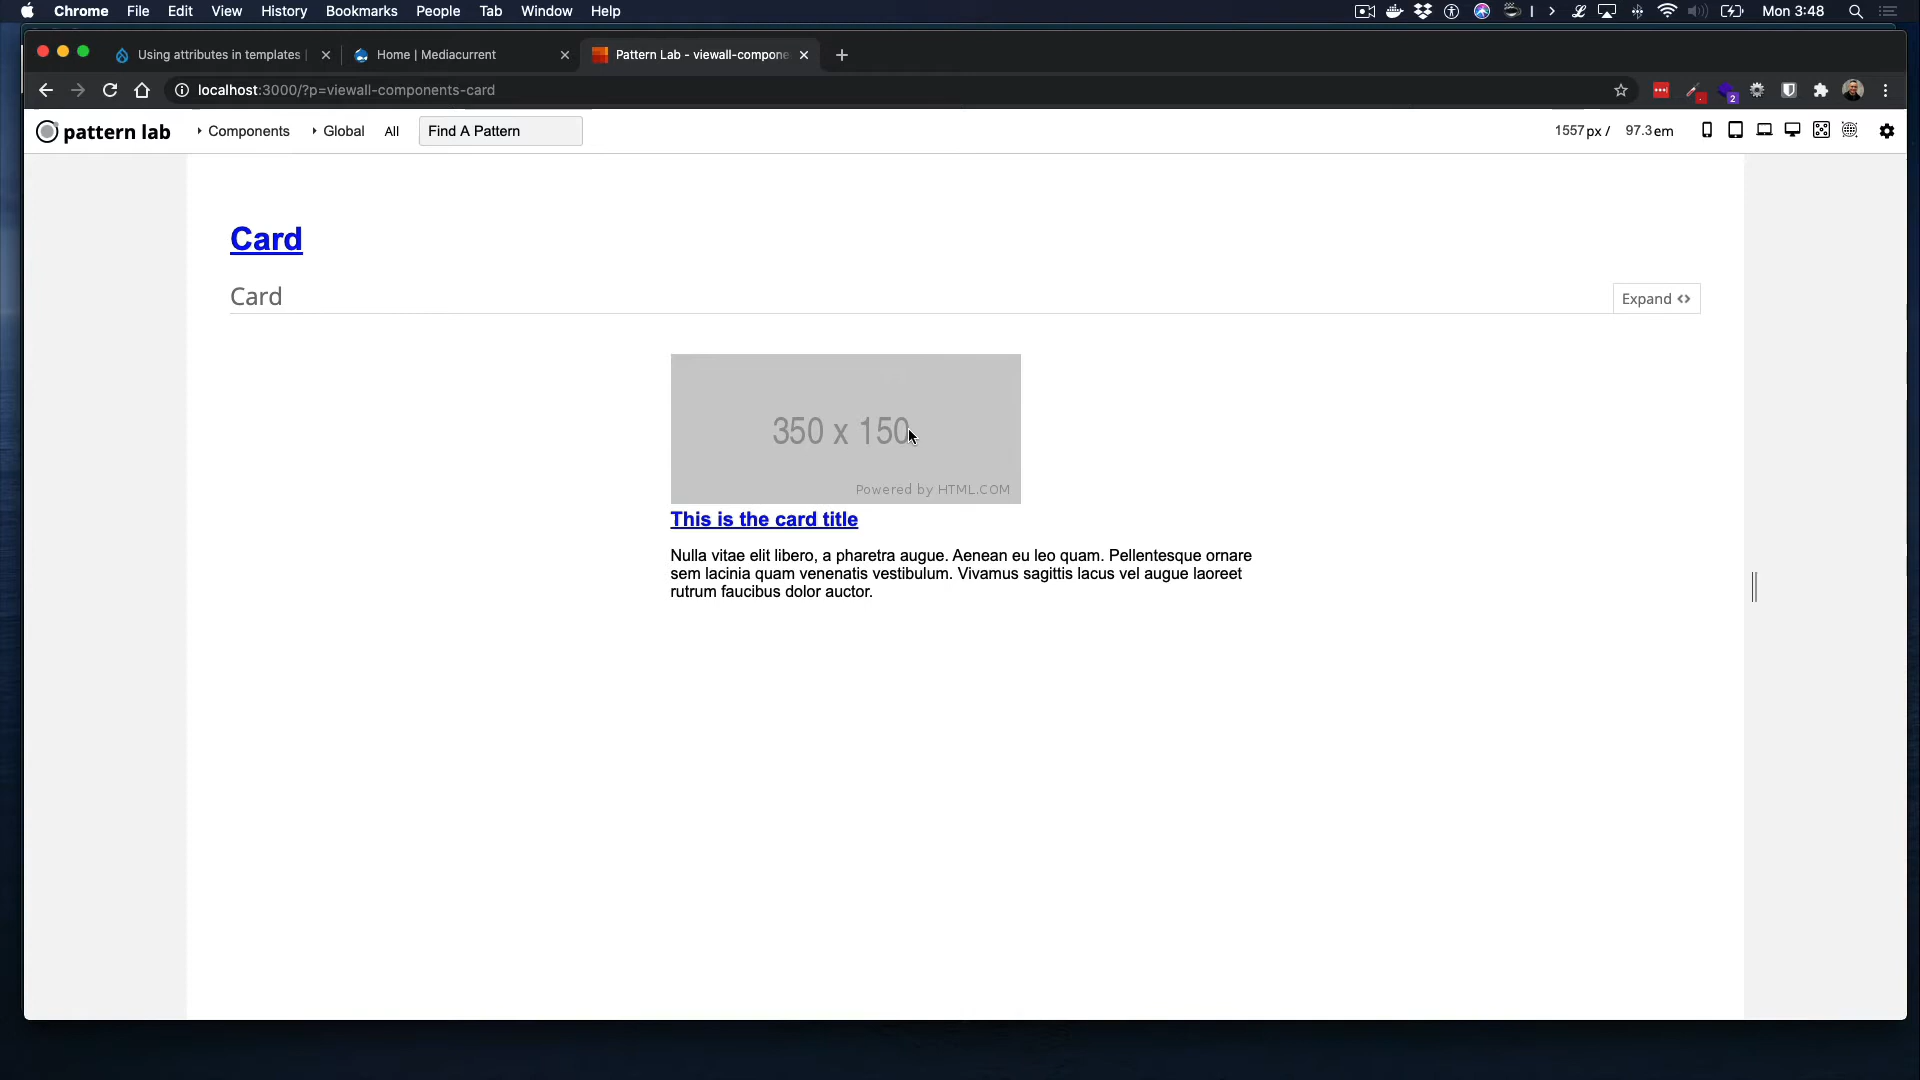 Chrome File Edit View History Bookmarks People Tab Window Help Mon 3:48
Using attributes in templates | Home | Mediacurrent Pattern Lab - viewall-compone
localhost:3000/?p=viewall-components-card 2
pattern lab Components Global All Find A Pattern 1557px / 97.3em
Card
Card Expand
350 x 150
Powered by HTML.COM
This is the card title
Nulla vitae elit libero, a pharetra augue. Aenean eu leo quam. Pellentesque ornare
sem lacinia quam venenatis vestibulum. Vivamus sagittis lacus vel augue laoreet
rutrum faucibus dolor auctor.